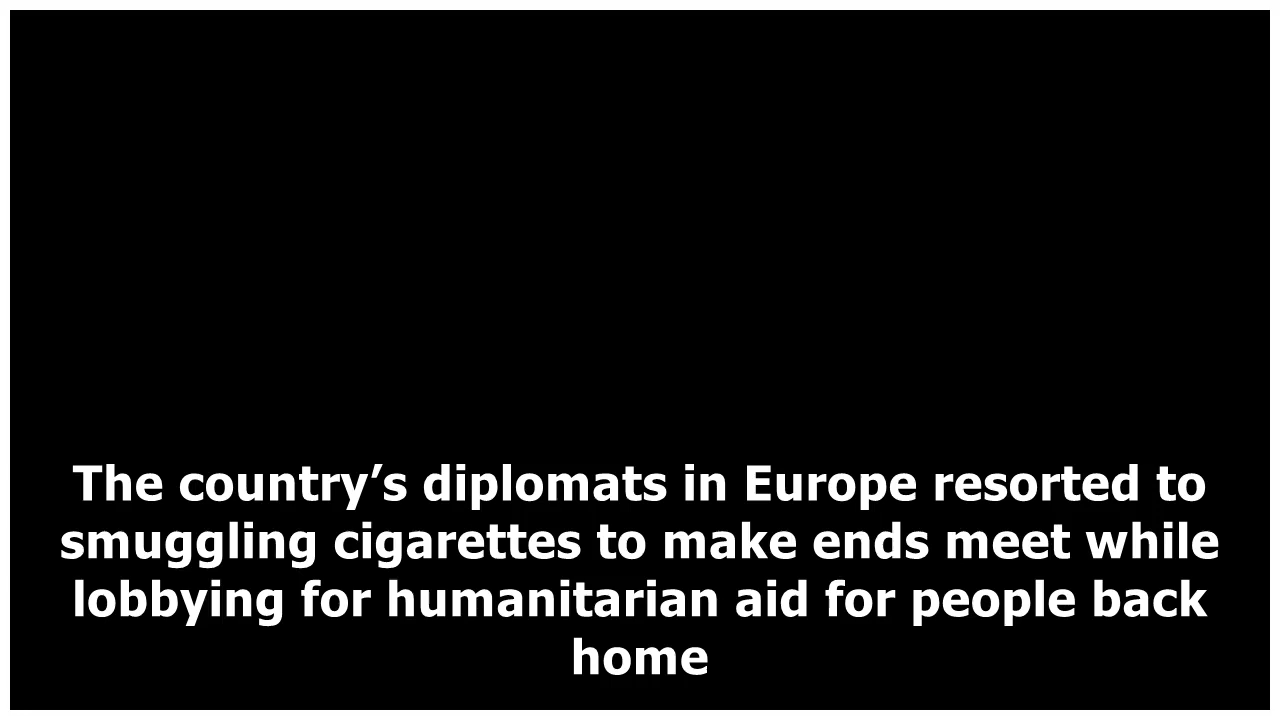 The country’s diplomats in Europe resorted to
smuggling cigarettes to make ends meet while
lobbying for humanitarian aid for people back
home